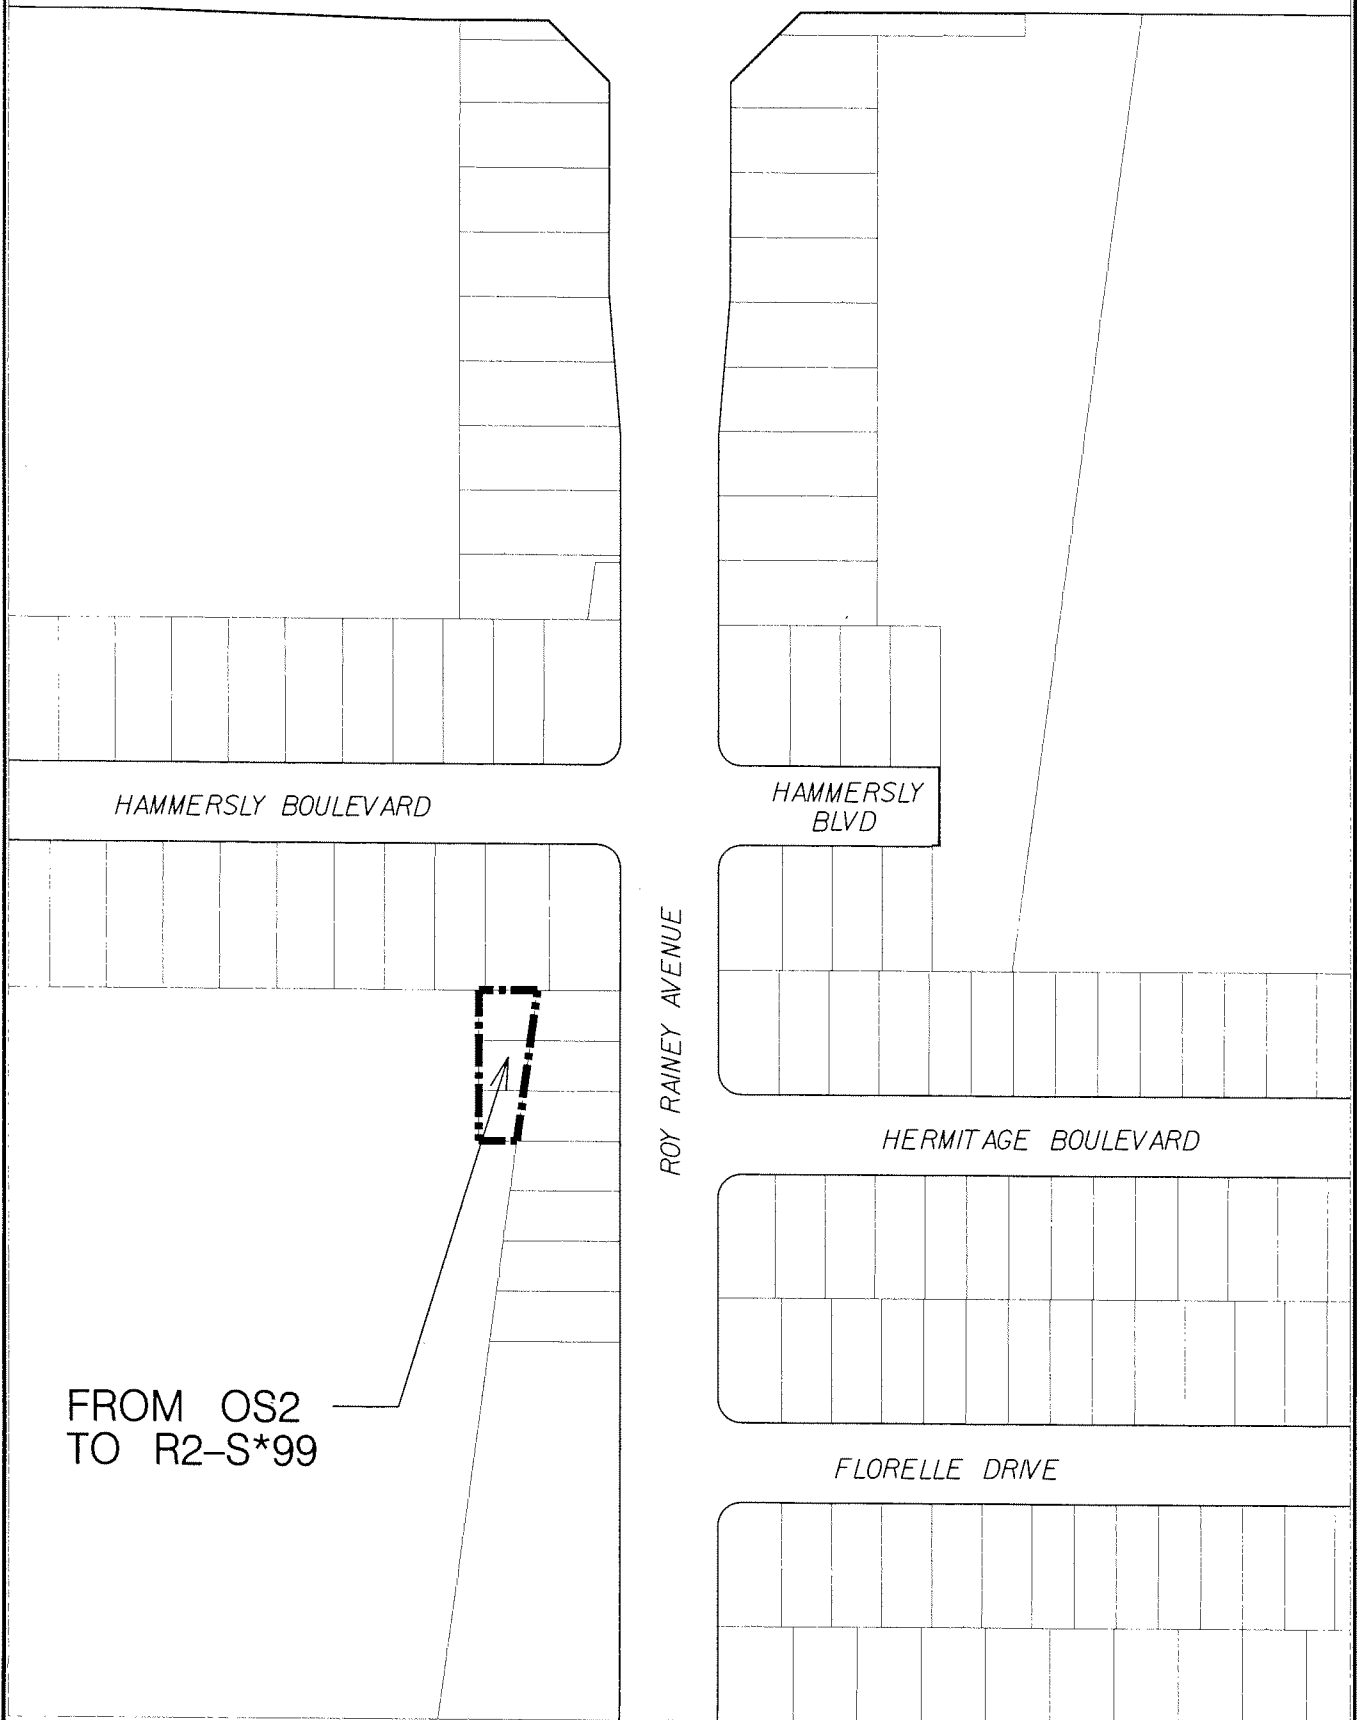 HAMMERSLY BOULEVARD
HAMMERSLY
BLVD
ROY RAINEY AVENUE
HERMITAGE BOULEVARD
FROM OS2
TO R2-S*99
FLORELLE DRIVE